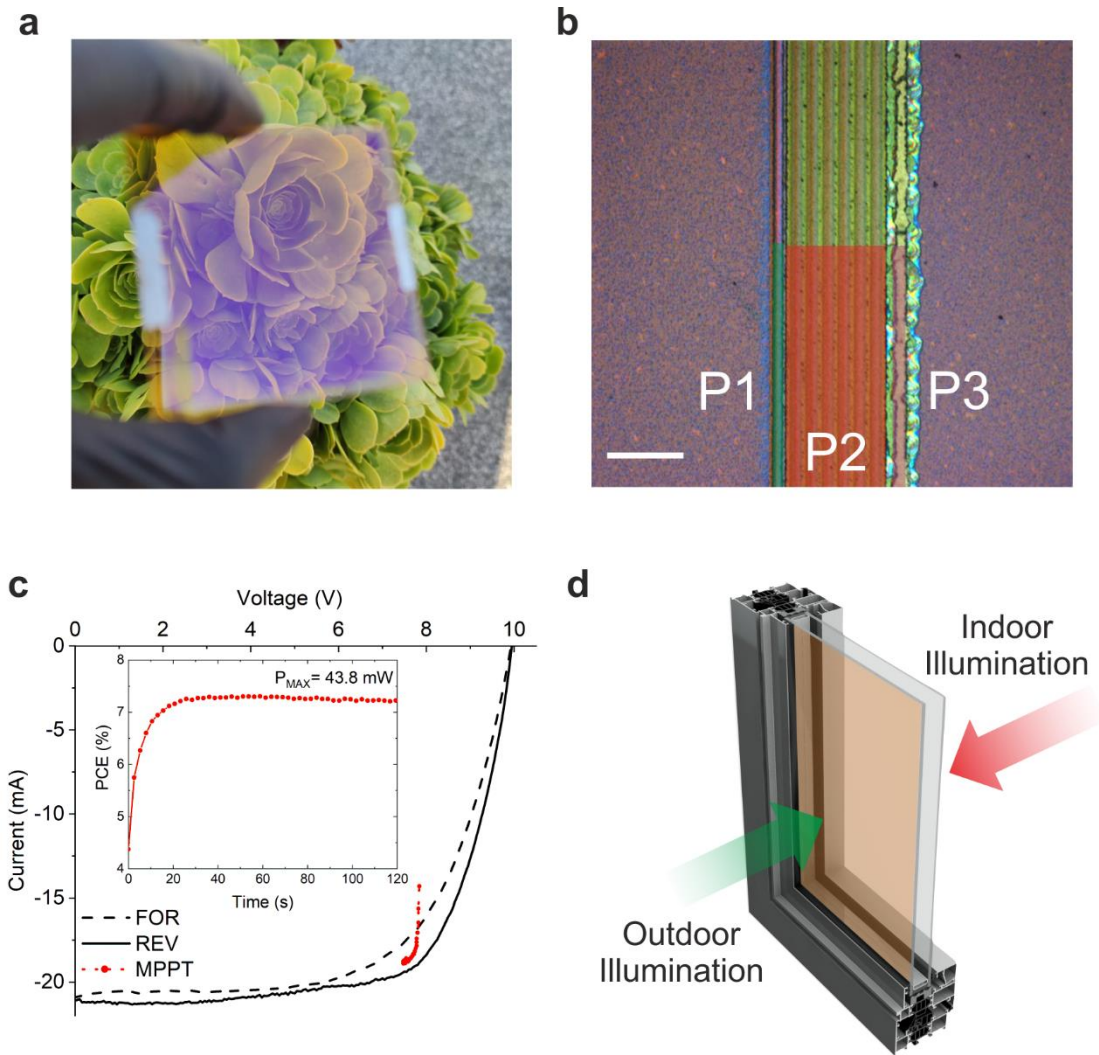 a
b
P1
P2
P3
c
Voltage (V)
0 2 4 6 8 10
0
-5
-10
-15
-20
Current (mA)
8
7
6
5
4
PCE (%)
PMAX= 43.8 mW
0 20 40 60 80 100 120
Time (s)
FOR
REV
MPPT
d
Indoor
Illumination
Outdoor
Illumination